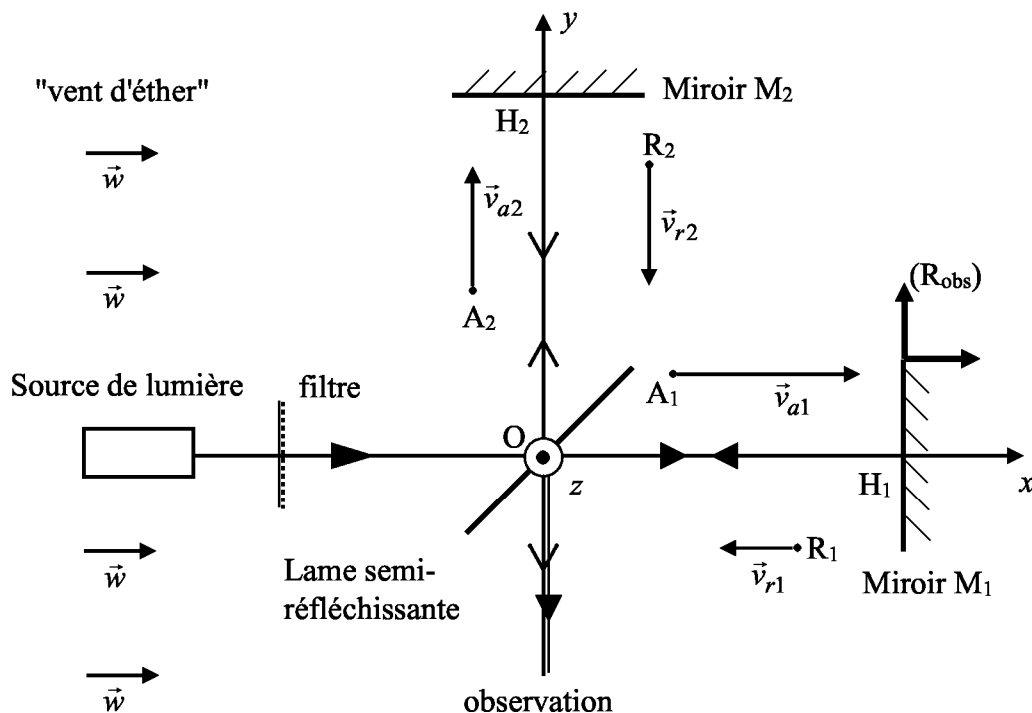 y
"vent d'éther"
Miroir M₂
H₂
R₂
w⃗
v⃗ₐ₂
v⃗ᵣ₂
w⃗
A₂
(R_obs)
Source de lumière
filtre
A₁
v⃗ₐ₁
O
z
H₁
x
w⃗
Lame semi-
réfléchissante
R₁
v⃗ᵣ₁
Miroir M₁
w⃗
observation